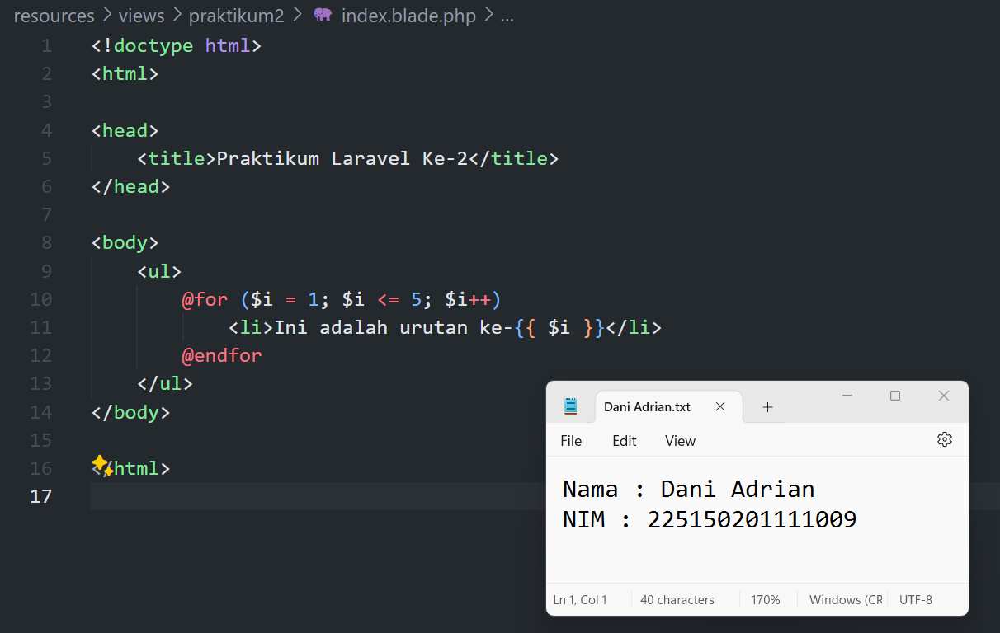 resources > views > praktikum2 > index.blade.php > ...
1 <!doctype html>
2 <html>
3
4 <head>
5     <title>Praktikum Laravel Ke-2</title>
6 </head>
7
8 <body>
9     <ul>
10         @for ($i = 1; $i <= 5; $i++)
11             <li>Ini adalah urutan ke-{{ $i }}</li>
12         @endfor
13     </ul>
14 </body>
15
16 </html>
17
Dani Adrian.txt
File Edit View
Nama : Dani Adrian
NIM : 225150201111009
Ln 1, Col 1 40 characters 170% Windows (CR UTF-8